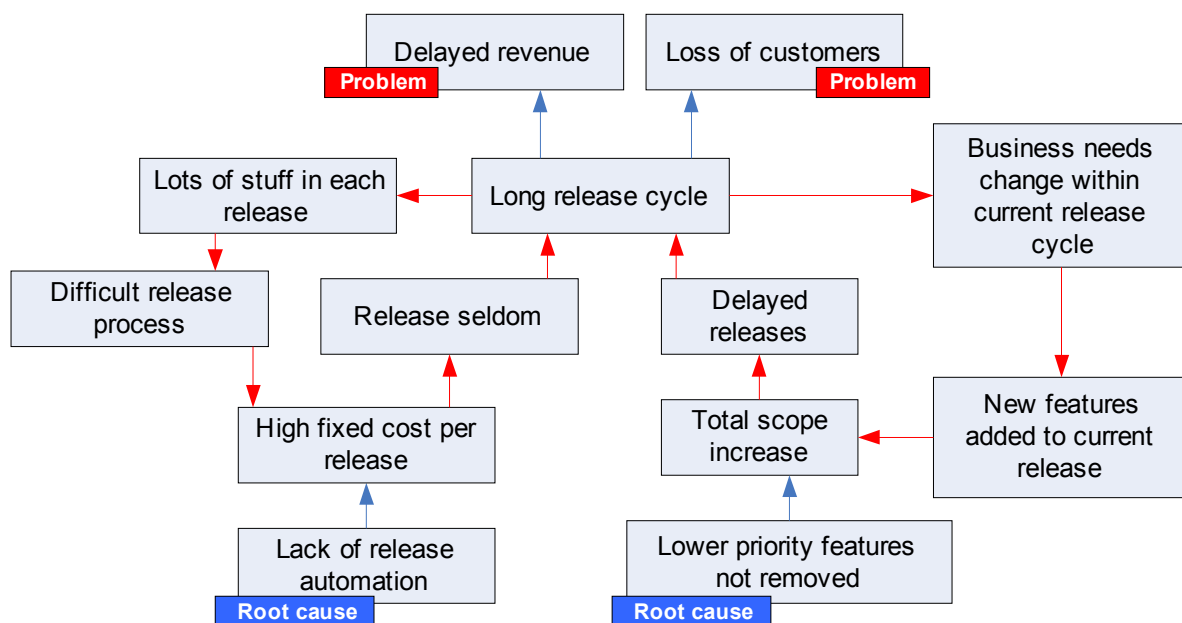 Delayed revenue
Problem
Loss of customers
Problem
Lots of stuff in each
release
Long release cycle
Business needs
change within
current release
cycle
Difficult release
process
Release seldom
Delayed
releases
High fixed cost per
release
Total scope
increase
New features
added to current
release
Lack of release
automation
Root cause
Lower priority features
not removed
Root cause